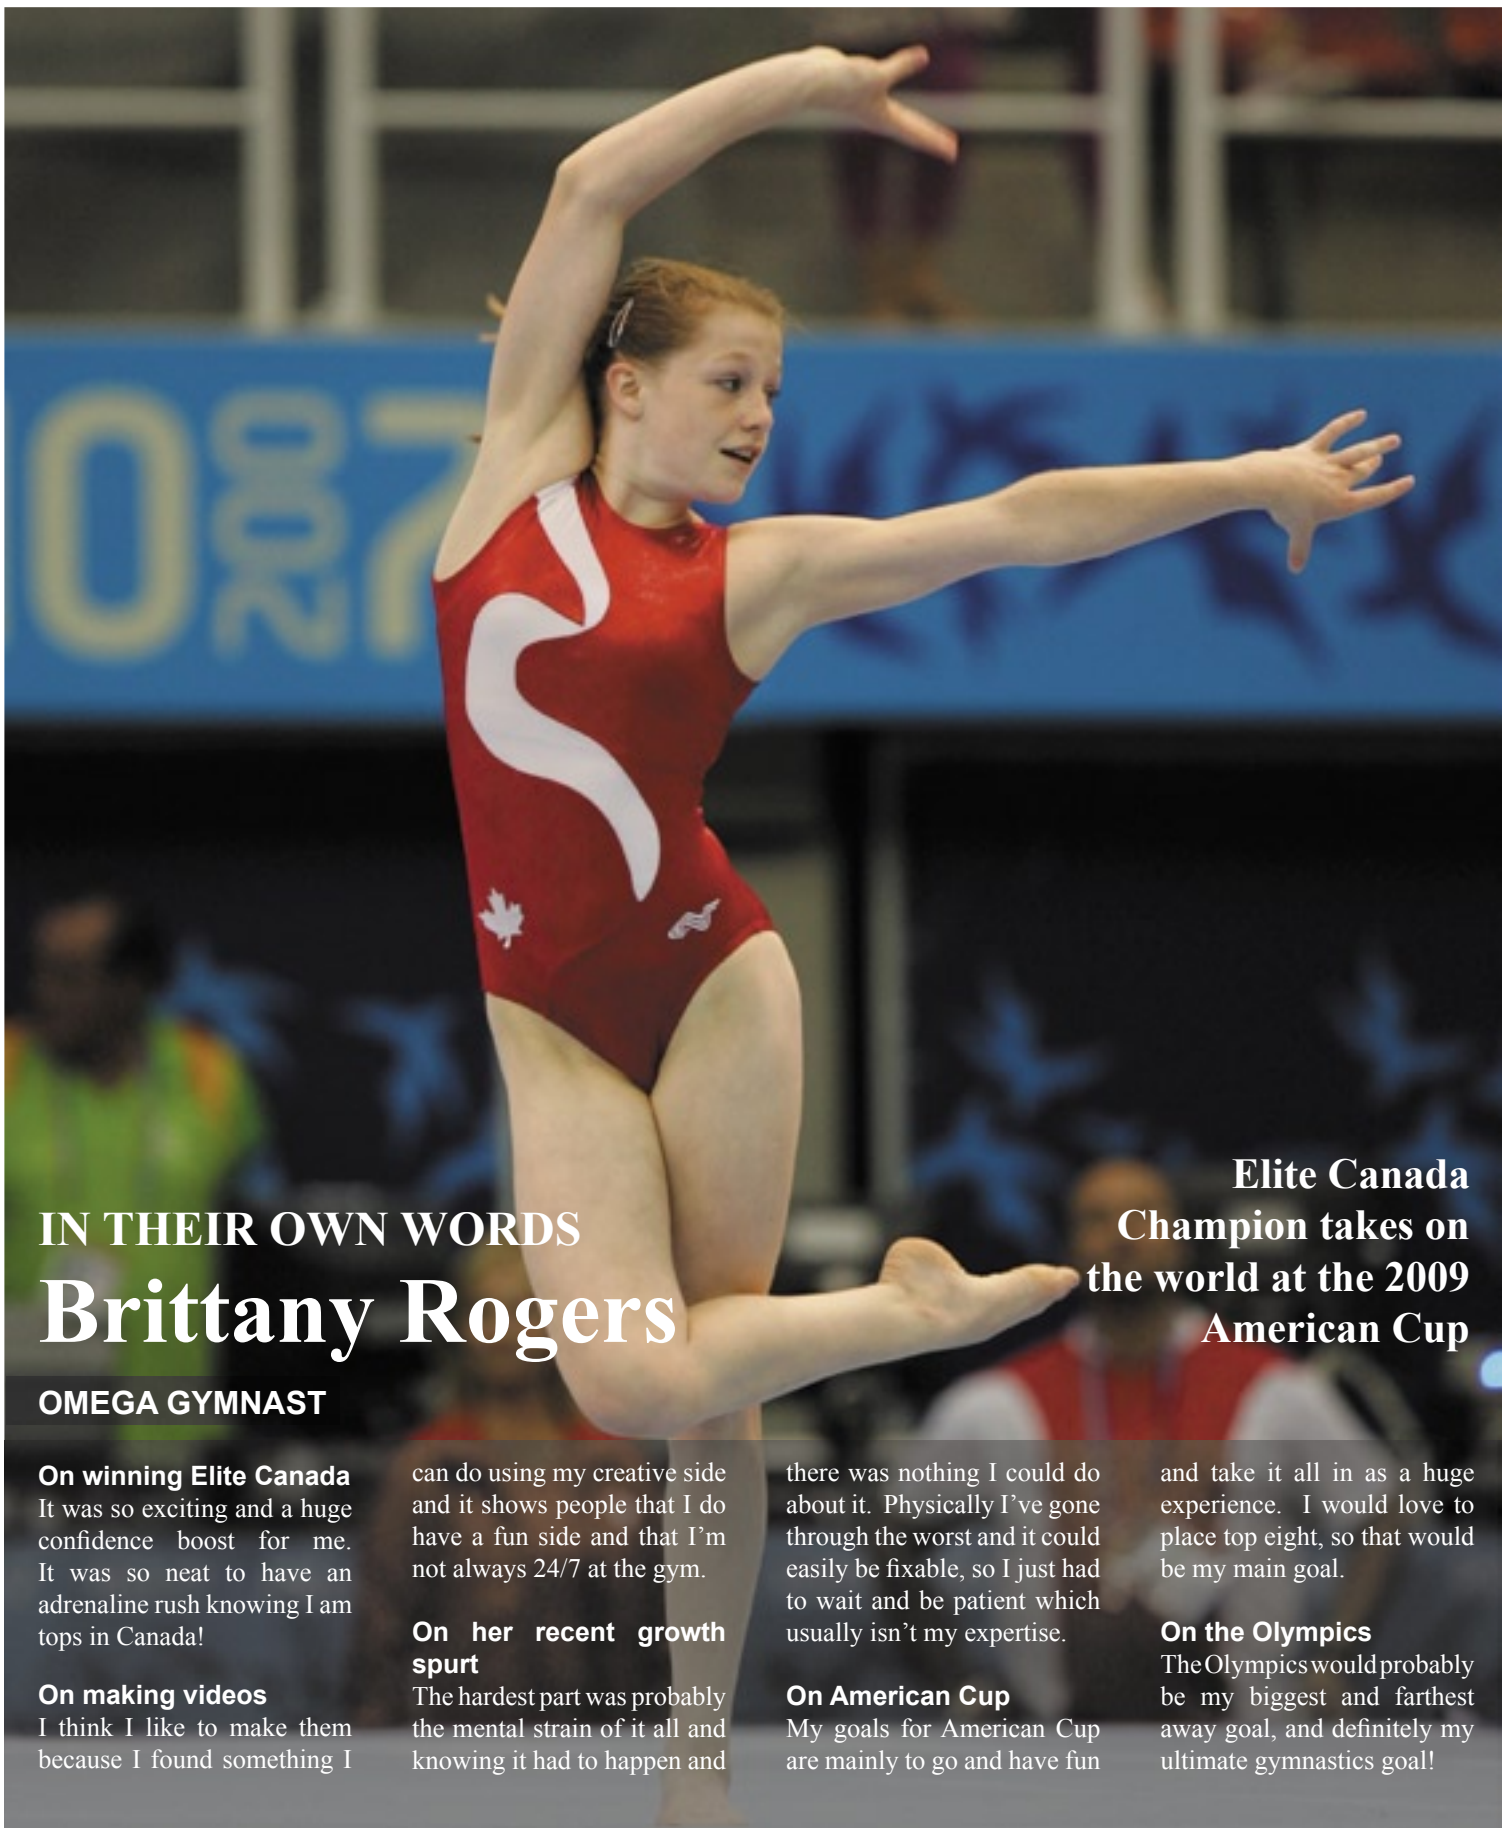 2007
IN THEIR OWN WORDS
Brittany Rogers
OMEGA GYMNAST
Elite Canada
Champion takes on
the world at the 2009
American Cup
On winning Elite Canada
It was so exciting and a huge
confidence boost for me.
It was so neat to have an
adrenaline rush knowing I am
tops in Canada!
On making videos
I think I like to make them
because I found something I
can do using my creative side
and it shows people that I do
have a fun side and that I'm
not always 24/7 at the gym.
On her recent growth
spurt
The hardest part was probably
the mental strain of it all and
knowing it had to happen and
there was nothing I could do
about it. Physically I've gone
through the worst and it could
easily be fixable, so I just had
to wait and be patient which
usually isn't my expertise.
On American Cup
My goals for American Cup
are mainly to go and have fun
and take it all in as a huge
experience. I would love to
place top eight, so that would
be my main goal.
On the Olympics
The Olympics would probably
be my biggest and farthest
away goal, and definitely my
ultimate gymnastics goal!